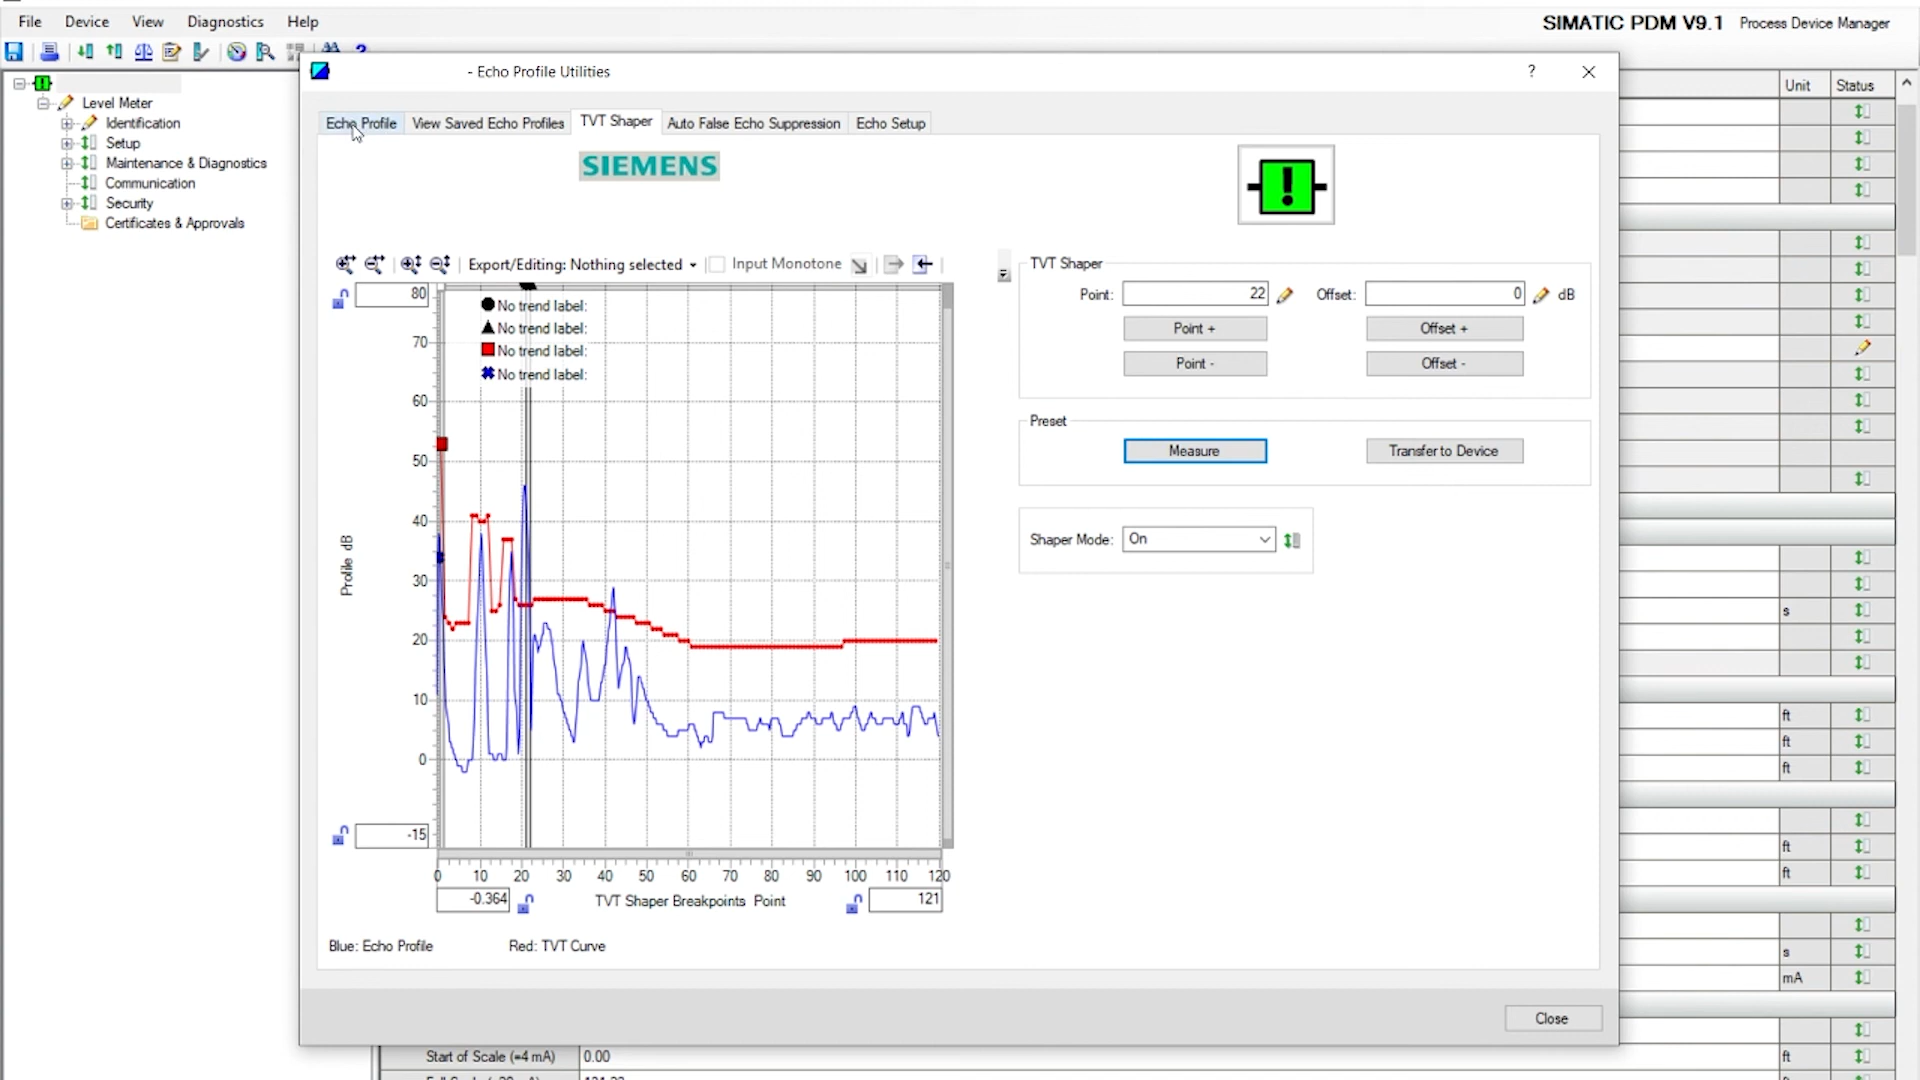 File Device View Diagnostics Help
SIMATIC PDM V9.1 Process Device Manager
- Echo Profile Utilities
?
Unit Status
Level Meter
Identification
Setup
Maintenance & Diagnostics
Communication
Security
Certificates & Approvals
Echo Profile View Saved Echo Profiles TVT Shaper Auto False Echo Suppression Echo Setup
SIEMENS
!
Export/Editing: Nothing selected Input Monotone
TVT Shaper
Point: 22 Offset: 0 dB
Point + Offset +
Point - Offset -
Preset
Measure Transfer to Device
Shaper Mode: On
80
70
60
50
40
30
20
10
0
-15
Profile dB
No trend label:
No trend label:
No trend label:
No trend label:
0 10 20 30 40 50 60 70 80 90 100 110 120
-0.364 TVT Shaper Breakpoints Point 121
Blue: Echo Profile Red: TVT Curve
Close
s
ft
ft
ft
ft
ft
s
mA
Start of Scale (=4 mA) 0.00 ft